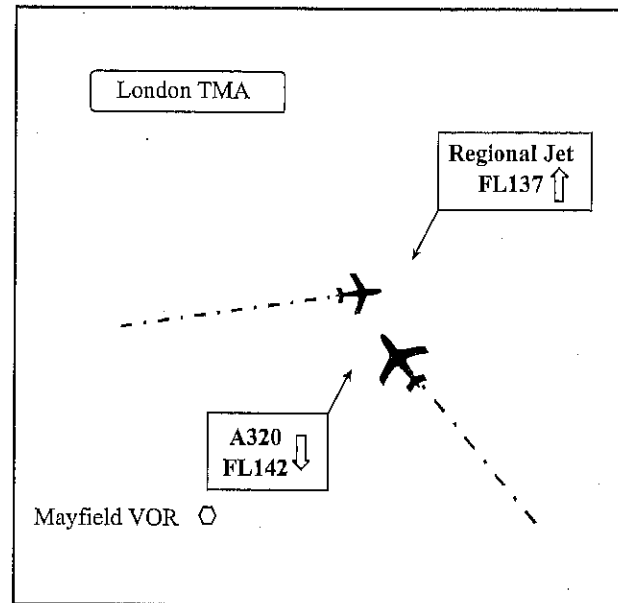 London TMA
Regional Jet
FL137
A320
FL142
Mayfield VOR